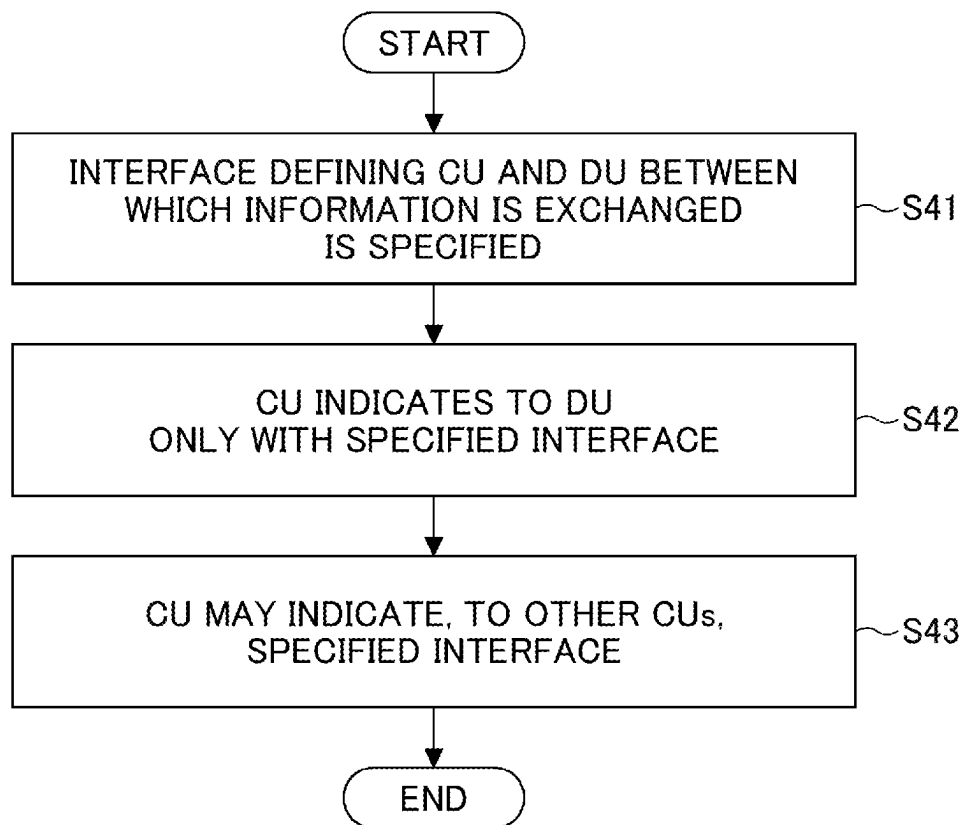 START
INTERFACE DEFINING CU AND DU BETWEEN
WHICH INFORMATION IS EXCHANGED
IS SPECIFIED
S41
CU INDICATES TO DU
ONLY WITH SPECIFIED INTERFACE
S42
CU MAY INDICATE, TO OTHER CUs,
SPECIFIED INTERFACE
S43
END